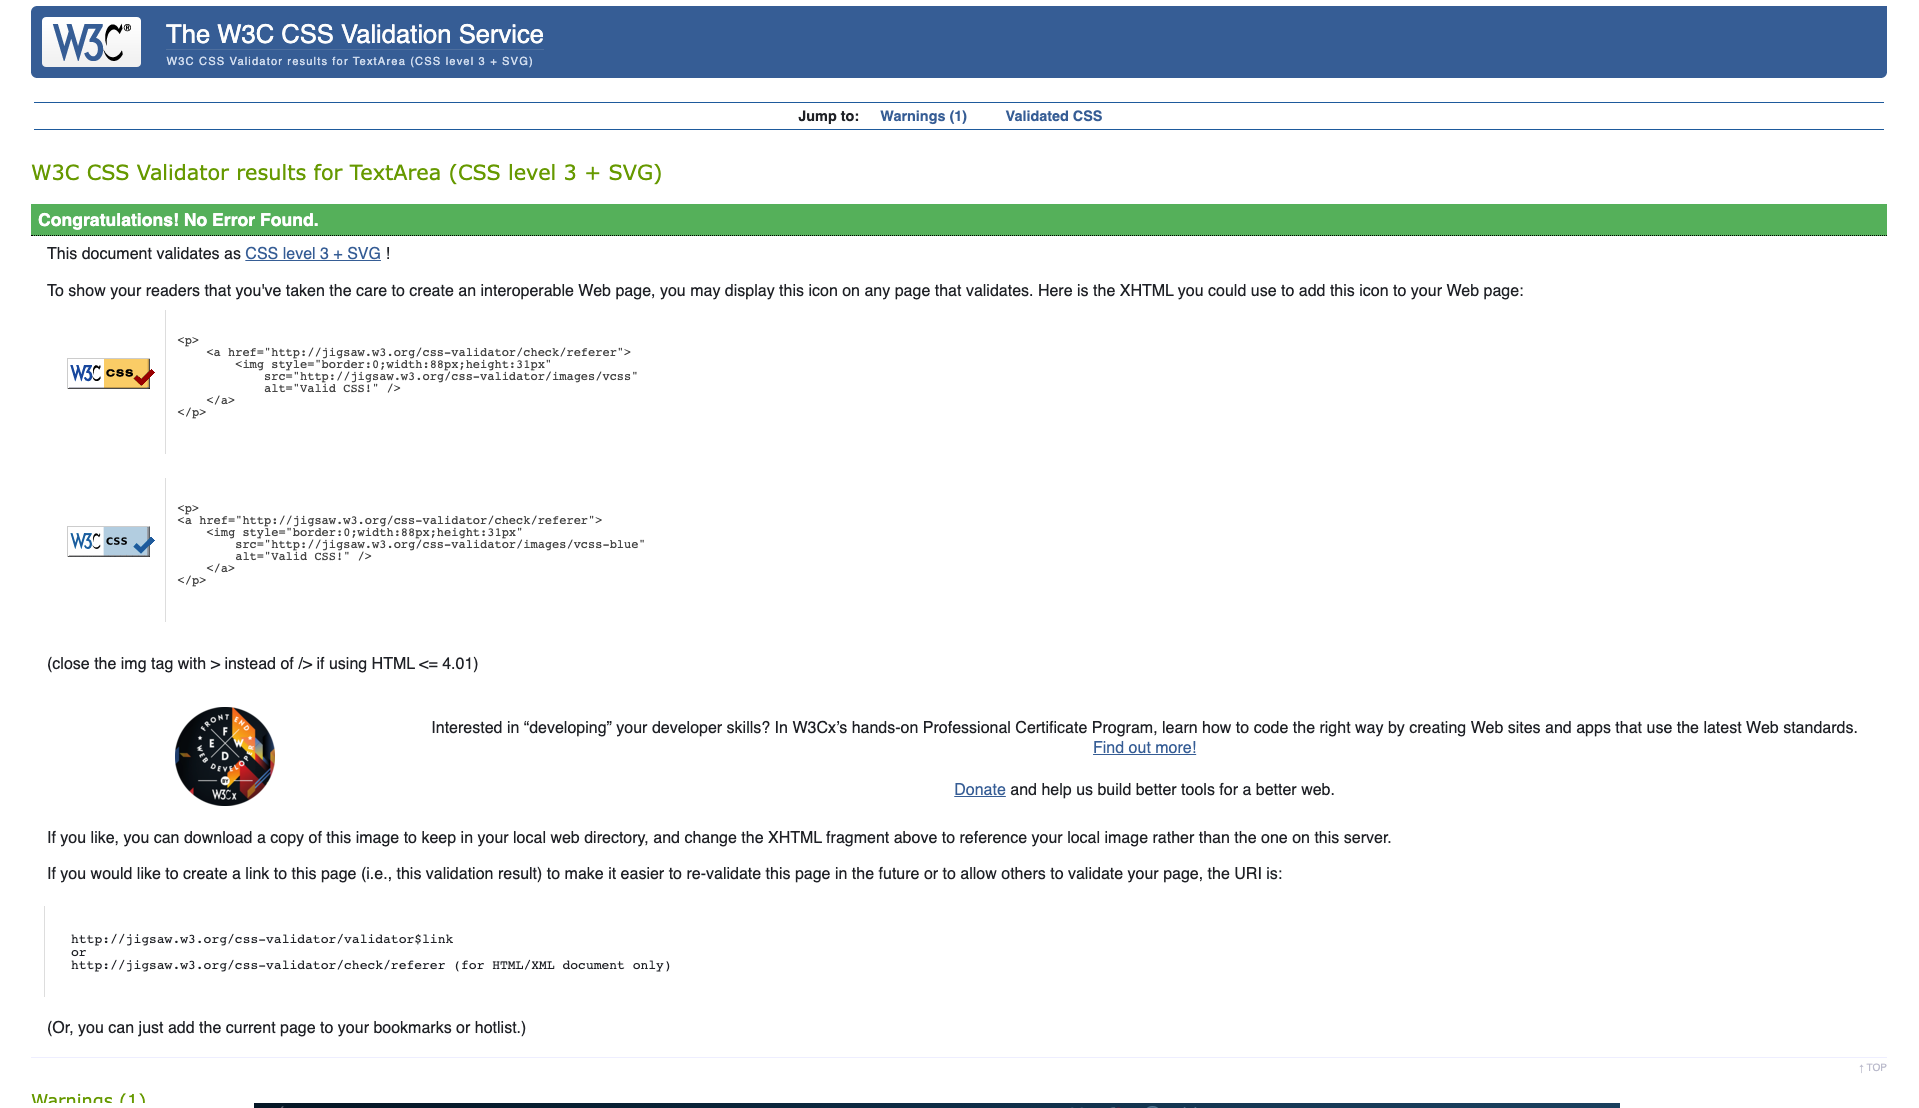 W3C®
The W3C CSS Validation Service
W3C CSS Validator results for TextArea (CSS level 3 + SVG)
Jump to: Warnings (1) Validated CSS
W3C CSS Validator results for TextArea (CSS level 3 + SVG)
Congratulations! No Error Found.
This document validates as CSS level 3 + SVG !
To show your readers that you've taken the care to create an interoperable Web page, you may display this icon on any page that validates. Here is the XHTML you could use to add this icon to your Web page:
W3C css
<p>
    <a href="http://jigsaw.w3.org/css-validator/check/referer">
        <img style="border:0;width:88px;height:31px"
            src="http://jigsaw.w3.org/css-validator/images/vcss"
            alt="Valid CSS!" />
    </a>
</p>
W3C css
<p>
<a href="http://jigsaw.w3.org/css-validator/check/referer">
    <img style="border:0;width:88px;height:31px"
        src="http://jigsaw.w3.org/css-validator/images/vcss-blue"
        alt="Valid CSS!" />
    </a>
</p>
(close the img tag with > instead of /> if using HTML <= 4.01)
FRONT END
F
E W
D
WEB DEVELOPER
BY
W3Cx
Interested in “developing” your developer skills? In W3Cx’s hands-on Professional Certificate Program, learn how to code the right way by creating Web sites and apps that use the latest Web standards.
Find out more!
Donate and help us build better tools for a better web.
If you like, you can download a copy of this image to keep in your local web directory, and change the XHTML fragment above to reference your local image rather than the one on this server.
If you would like to create a link to this page (i.e., this validation result) to make it easier to re-validate this page in the future or to allow others to validate your page, the URI is:
http://jigsaw.w3.org/css-validator/validator$link
or
http://jigsaw.w3.org/css-validator/check/referer (for HTML/XML document only)
(Or, you can just add the current page to your bookmarks or hotlist.)
↑ TOP
Warnings (1)